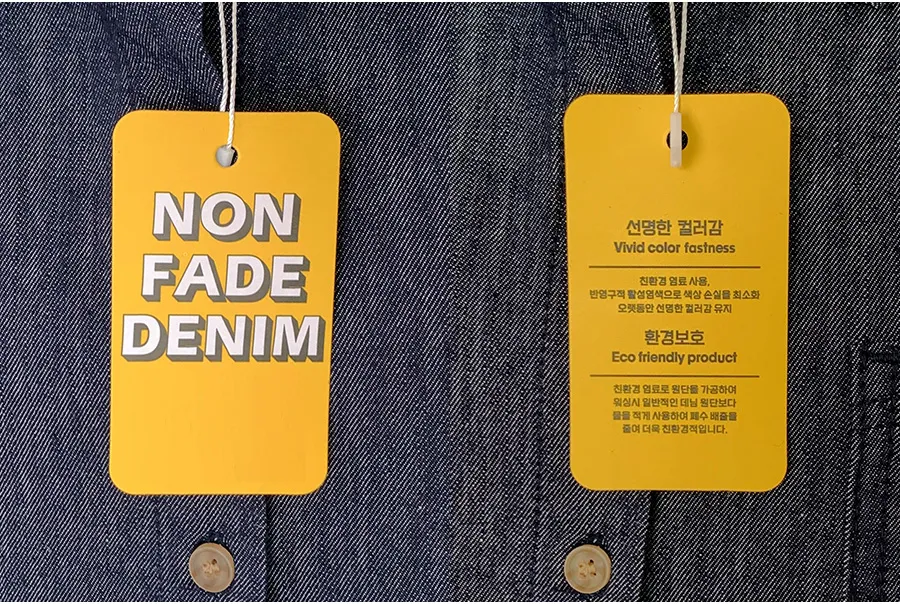 NON
FADE
DENIM
선명한 컬러감
Vivid color fastness
친환경 염료 사용,
반영구적 활성염색으로 색상 손실을 최소화
오랫동안 선명한 컬러감 유지
환경보호
Eco friendly product
친환경 염료로 원단을 가공하여
워싱시 일반적인 데님 원단보다
물을 적게 사용하여 폐수 배출을
줄여 더욱 친환경적입니다.